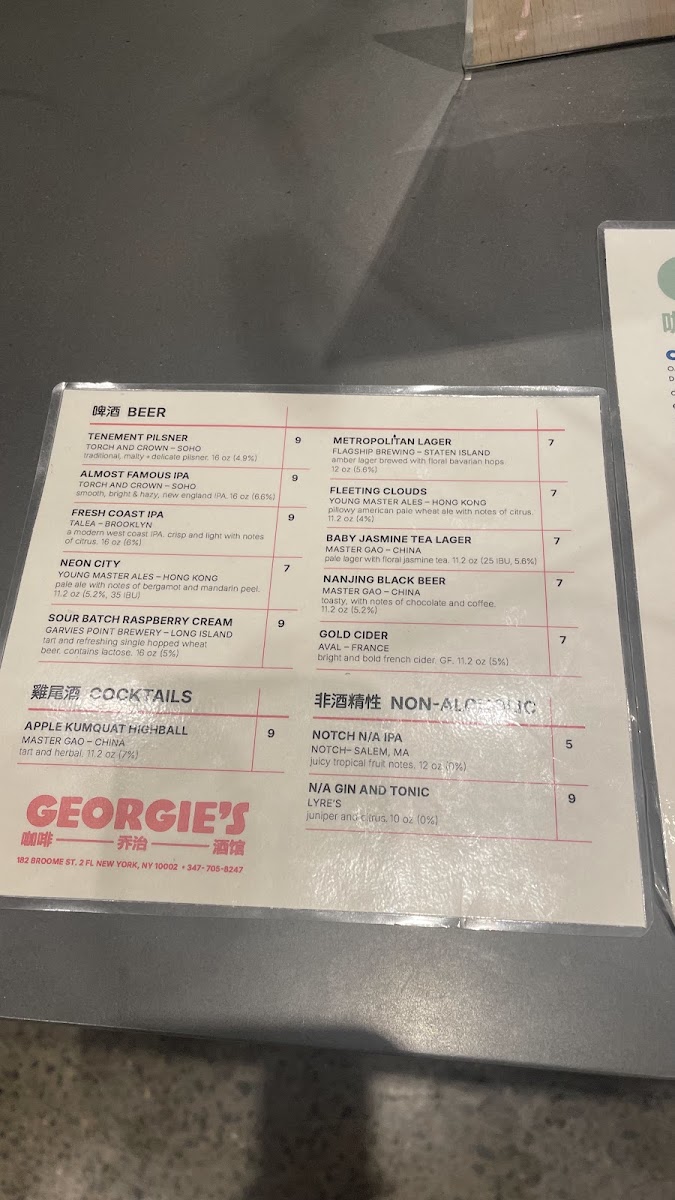 啤酒 BEER
TENEMENT PILSNER 9
TORCH AND CROWN – SOHO
traditional, malty + delicate pilsner. 16 oz (4.9%)
ALMOST FAMOUS IPA 9
TORCH AND CROWN – SOHO
smooth, bright & hazy, new england IPA. 16 oz (6.6%)
FRESH COAST IPA 9
TALEA – BROOKLYN
a modern west coast IPA. crisp and light with notes
of citrus. 16 oz (6%)
NEON CITY 7
YOUNG MASTER ALES – HONG KONG
pale ale with notes of bergamot and mandarin peel.
11.2 oz (5.2%, 35 IBU)
SOUR BATCH RASPBERRY CREAM 9
GARVIES POINT BREWERY – LONG ISLAND
tart and refreshing single hopped wheat
beer. contains lactose. 16 oz (5%)
METROPOLITAN LAGER 7
FLAGSHIP BREWING – STATEN ISLAND
amber lager brewed with floral bavarian hops
12 oz (5.6%)
FLEETING CLOUDS 7
YOUNG MASTER ALES – HONG KONG
pillowy american pale wheat ale with notes of citrus.
11.2 oz (4%)
BABY JASMINE TEA LAGER 7
MASTER GAO – CHINA
pale lager with floral jasmine tea. 11.2 oz (25 IBU, 5.6%)
NANJING BLACK BEER 7
MASTER GAO – CHINA
toasty, with notes of chocolate and coffee.
11.2 oz (5.2%)
GOLD CIDER 7
AVAL – FRANCE
bright and bold french cider. GF. 11.2 oz (5%)
雞尾酒 COCKTAILS
APPLE KUMQUAT HIGHBALL 9
MASTER GAO – CHINA
tart and herbal. 11.2 oz (7%)
非酒精性 NON-ALCOHOLIC
NOTCH N/A IPA 5
NOTCH– SALEM, MA
juicy tropical fruit notes. 12 oz (0%)
N/A GIN AND TONIC 9
LYRE'S
juniper and citrus. 10 oz (0%)
GEORGIE'S
咖啡 乔治 酒馆
182 BROOME ST. 2 FL NEW YORK, NY 10002 • 347-705-8247